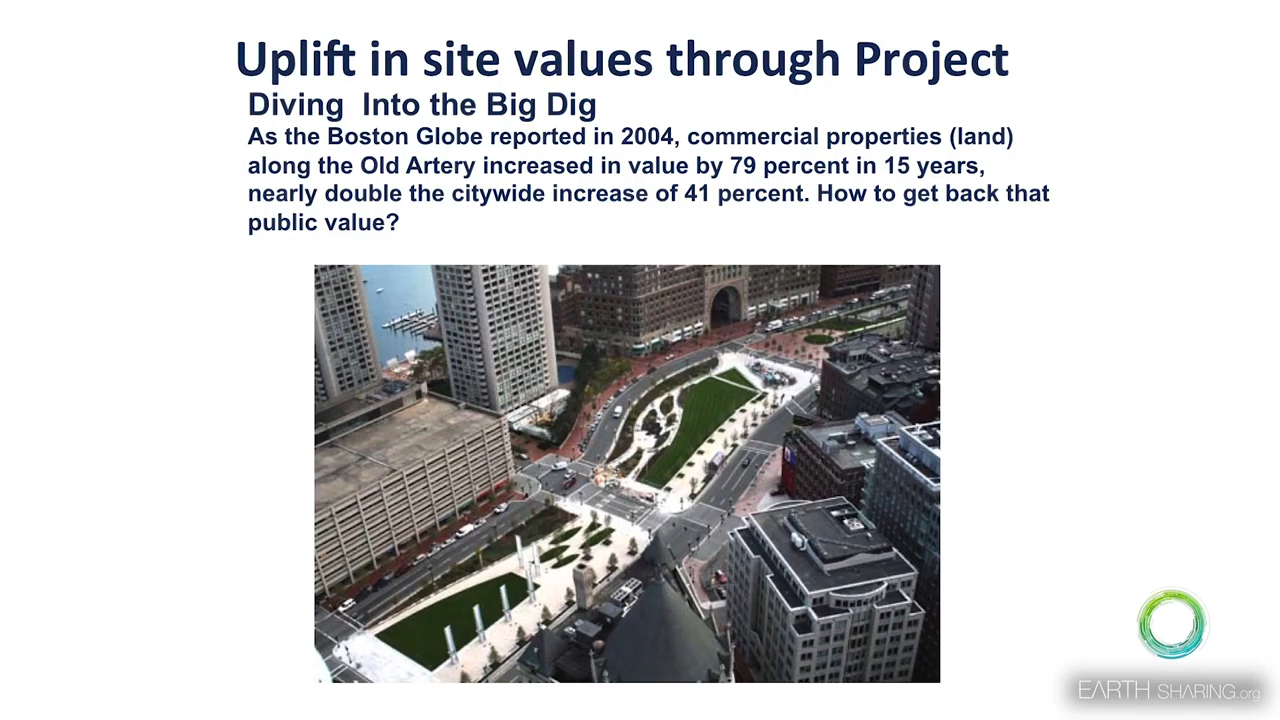 Uplift in site values through Project
Diving Into the Big Dig
As the Boston Globe reported in 2004, commercial properties (land)
along the Old Artery increased in value by 79 percent in 15 years,
nearly double the citywide increase of 41 percent. How to get back that
public value?
EARTH SHARING.org